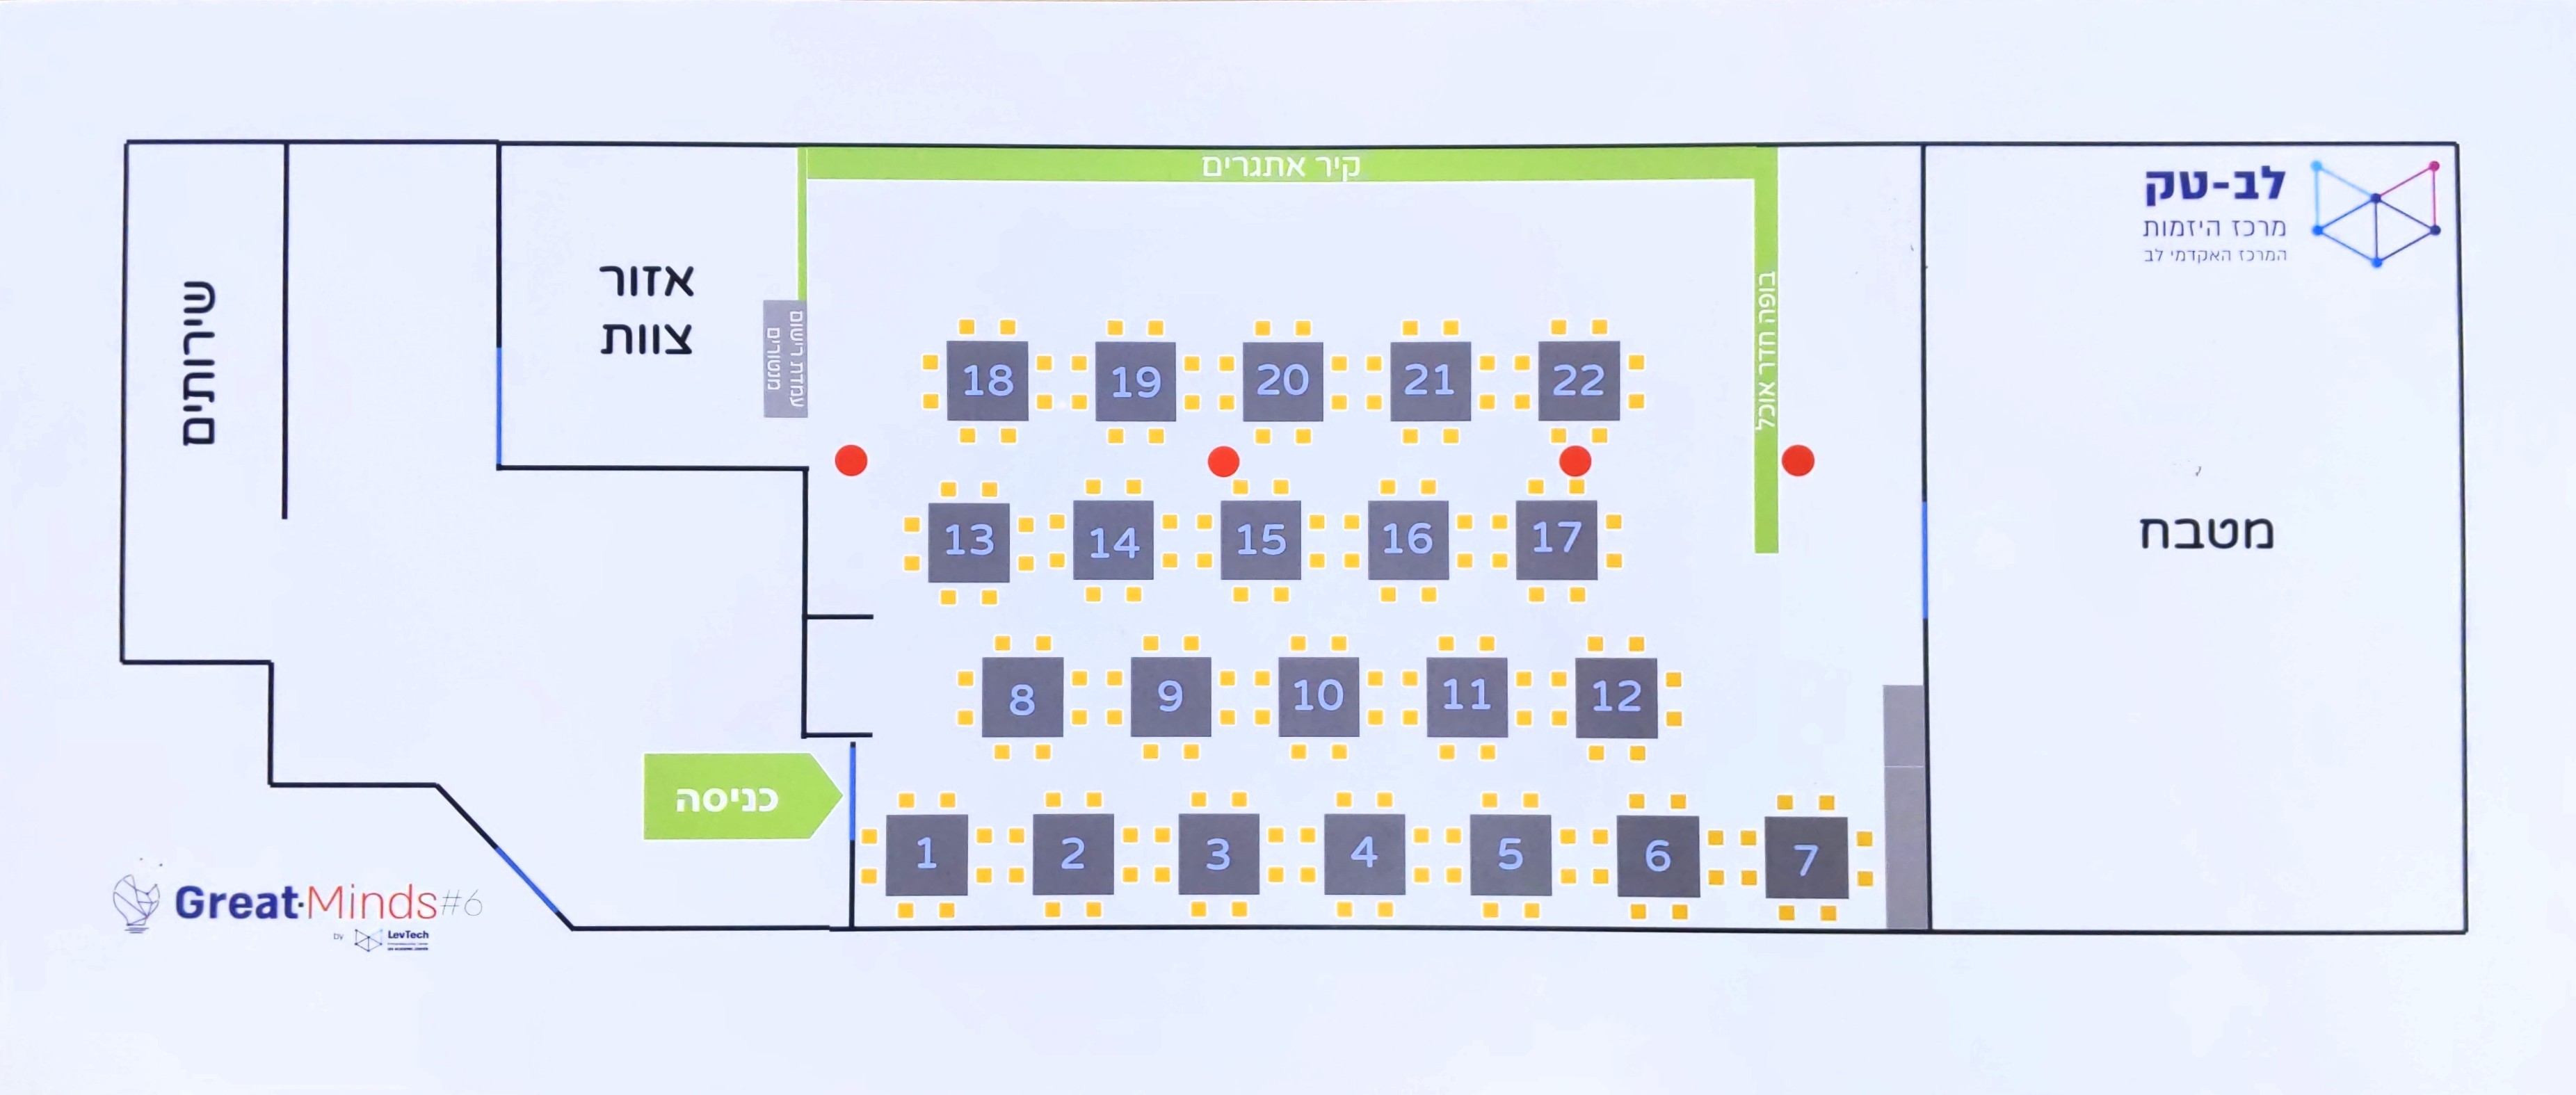 קיר אתגרים
לב-טק
מרכז היזמות
המרכז האקדמי לב
שירותים
אזור
צוות
עמדת רישום
מנטורים
בופה חדר אוכל
18 19 20 21 22
13 14 15 16 17
מטבח
8 9 10 11 12
כניסה
1 2 3 4 5 6 7
Great Minds #6
by LevTech